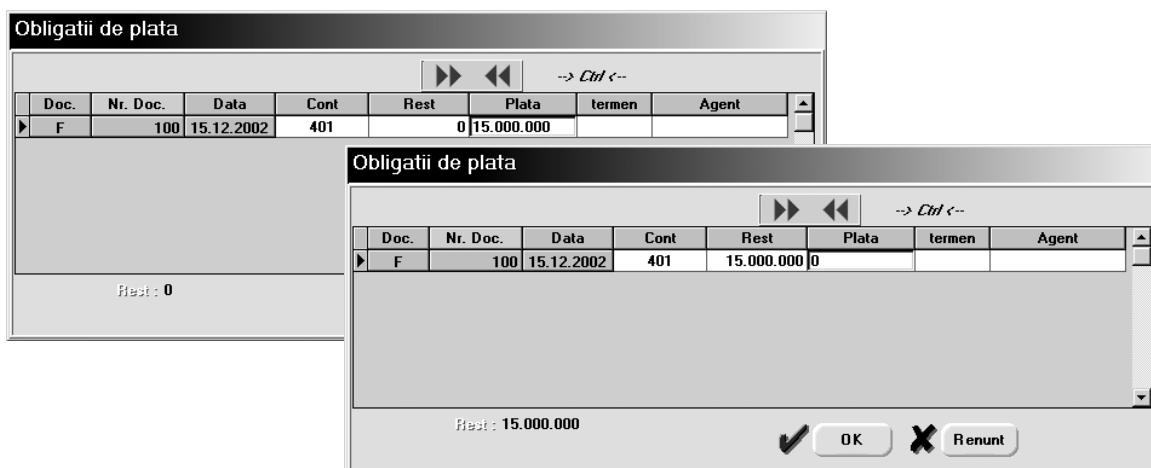 Obligatii de plata
--> Ctrl <--
Doc. Nr. Doc. Data Cont Rest Plata termen Agent
F 100 15.12.2002 401 0 15.000.000
Rest : 0
Obligatii de plata
--> Ctrl <--
Doc. Nr. Doc. Data Cont Rest Plata termen Agent
F 100 15.12.2002 401 15.000.000 0
Rest : 15.000.000
OK Renunt